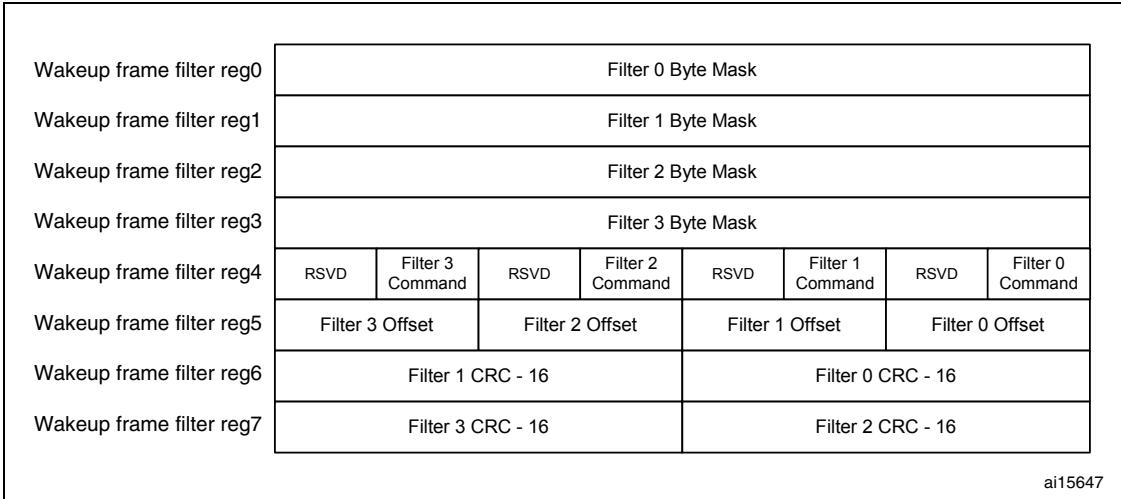 Wakeup frame filter reg0 Filter 0 Byte Mask
Wakeup frame filter reg1 Filter 1 Byte Mask
Wakeup frame filter reg2 Filter 2 Byte Mask
Wakeup frame filter reg3 Filter 3 Byte Mask
Wakeup frame filter reg4 RSVD Filter 3 Command RSVD Filter 2 Command RSVD Filter 1 Command RSVD Filter 0 Command
Wakeup frame filter reg5 Filter 3 Offset Filter 2 Offset Filter 1 Offset Filter 0 Offset
Wakeup frame filter reg6 Filter 1 CRC - 16 Filter 0 CRC - 16
Wakeup frame filter reg7 Filter 3 CRC - 16 Filter 2 CRC - 16
ai15647